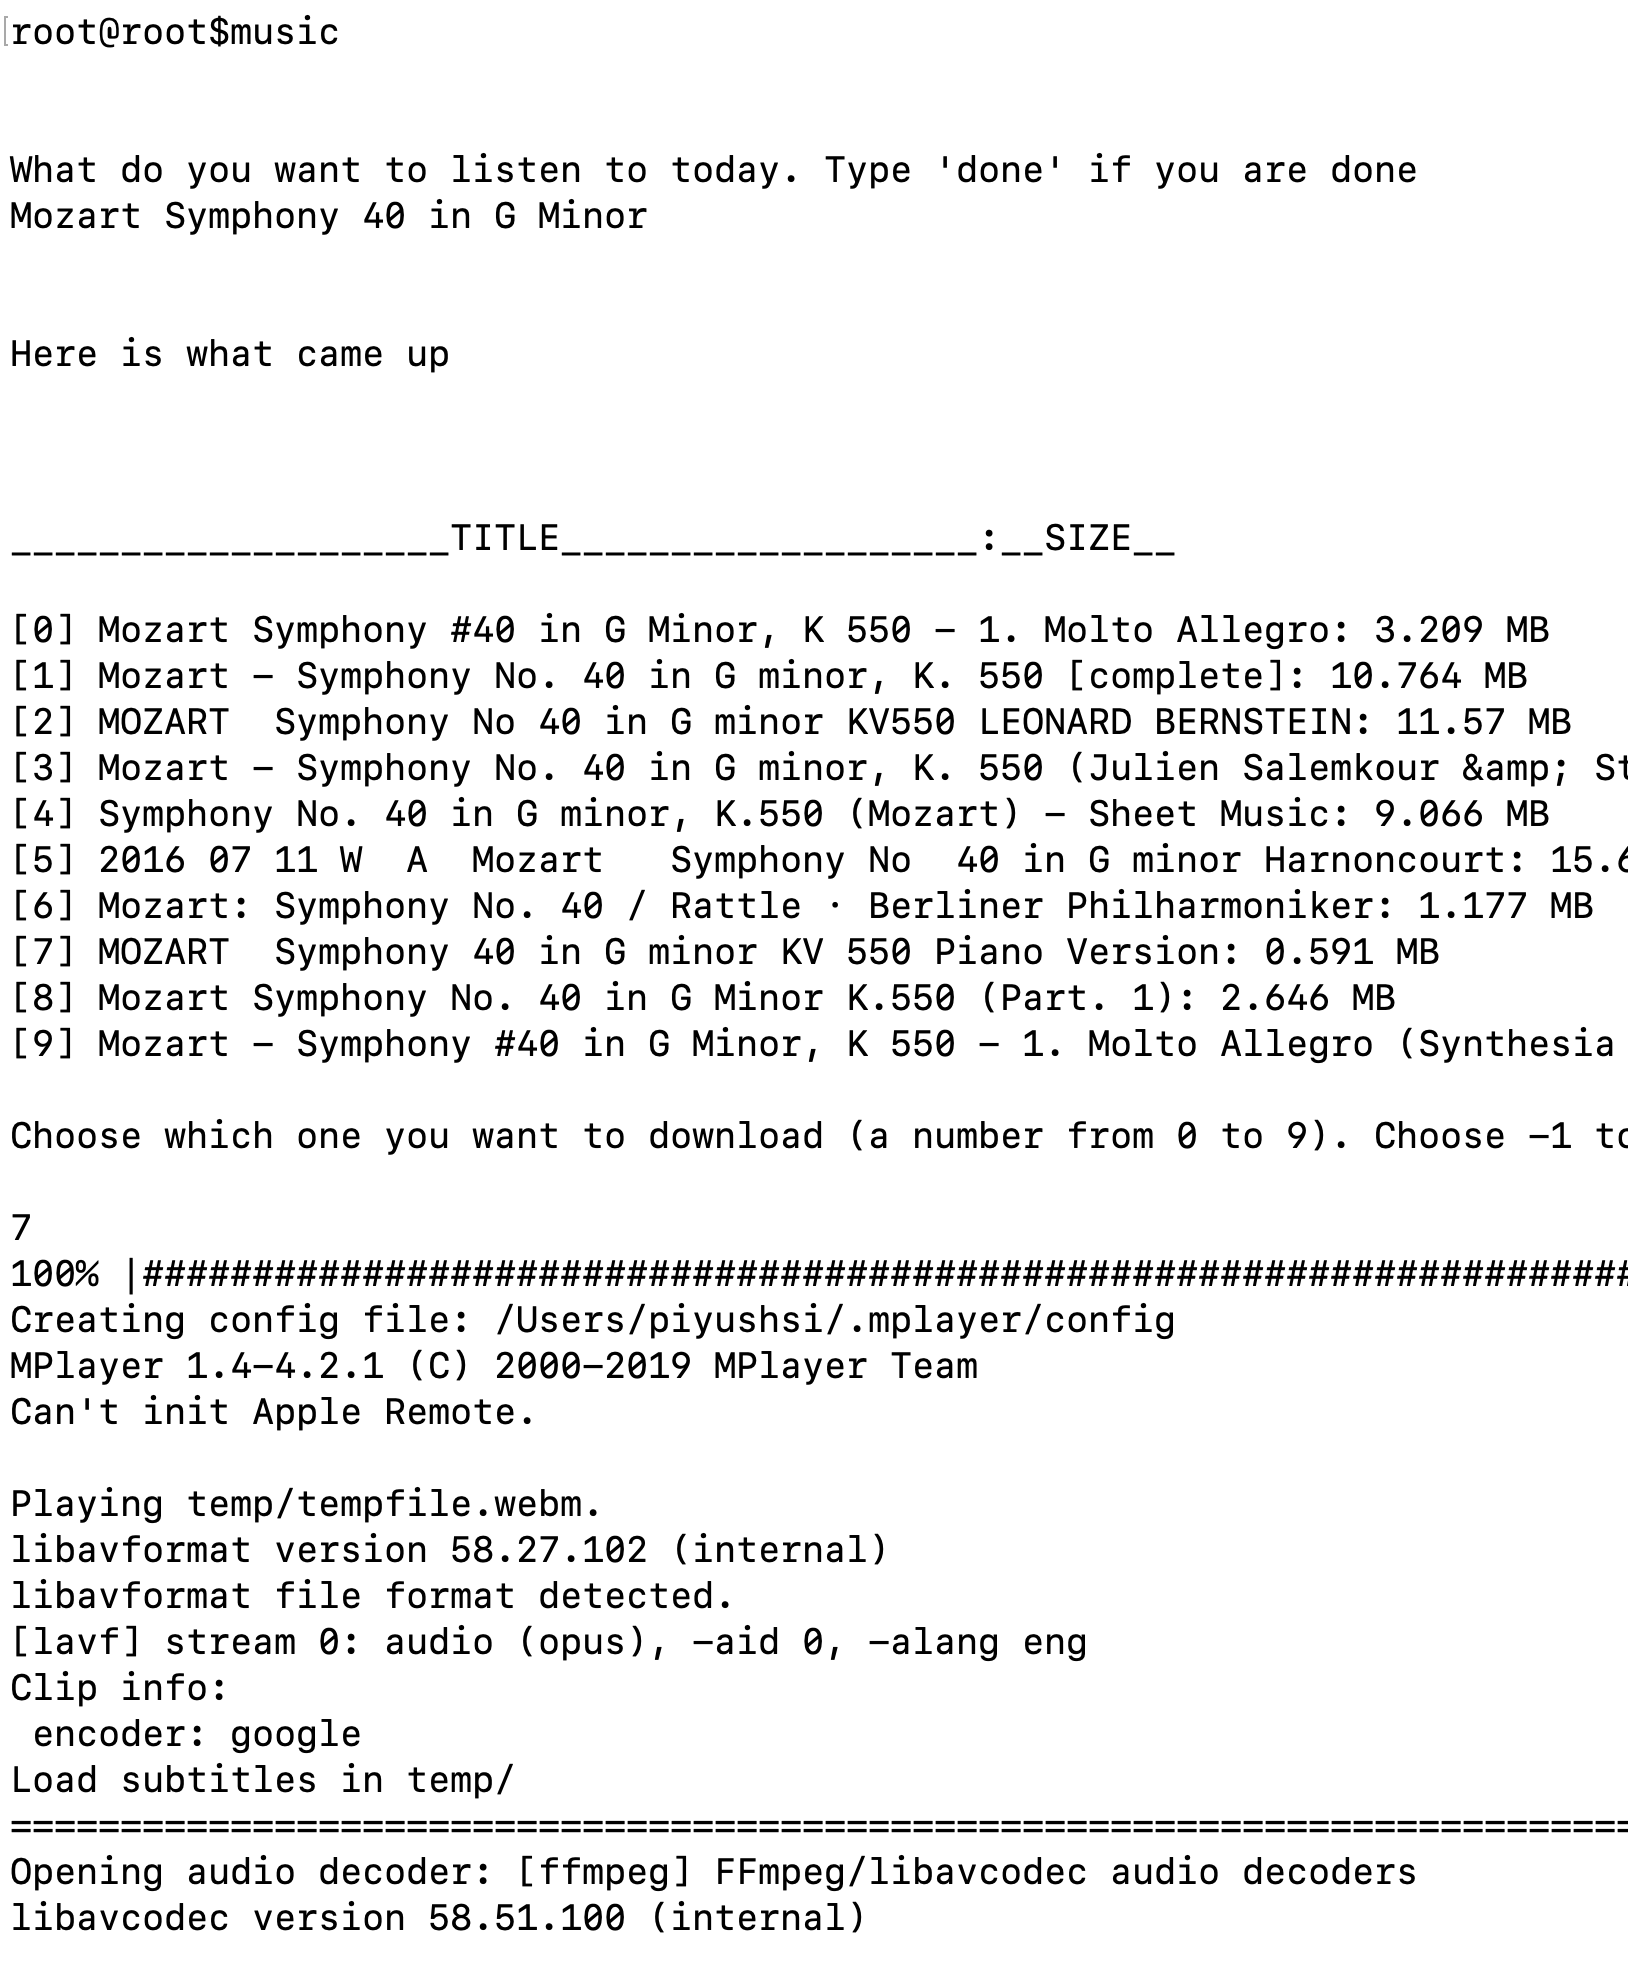 root@root$music
What do you want to listen to today. Type 'done' if you are done
Mozart Symphony 40 in G Minor
Here is what came up
____________________TITLE___________________:__SIZE__
[0] Mozart Symphony #40 in G Minor, K 550 – 1. Molto Allegro: 3.209 MB
[1] Mozart – Symphony No. 40 in G minor, K. 550 [complete]: 10.764 MB
[2] MOZART  Symphony No 40 in G minor KV550 LEONARD BERNSTEIN: 11.57 MB
[3] Mozart – Symphony No. 40 in G minor, K. 550 (Julien Salemkour &amp;
[4] Symphony No. 40 in G minor, K.550 (Mozart) – Sheet Music: 9.066 MB
[5] 2016 07 11 W  A  Mozart   Symphony No  40 in G minor Harnoncourt:
[6] Mozart: Symphony No. 40 / Rattle · Berliner Philharmoniker: 1.177 MB
[7] MOZART  Symphony 40 in G minor KV 550 Piano Version: 0.591 MB
[8] Mozart Symphony No. 40 in G Minor K.550 (Part. 1): 2.646 MB
[9] Mozart – Symphony #40 in G Minor, K 550 – 1. Molto Allegro (Synthesia
Choose which one you want to download (a number from 0 to 9). Choose –1
7
100% |####################################################################
Creating config file: /Users/piyushsi/.mplayer/config
MPlayer 1.4–4.2.1 (C) 2000–2019 MPlayer Team
Can't init Apple Remote.
Playing temp/tempfile.webm.
libavformat version 58.27.102 (internal)
libavformat file format detected.
[lavf] stream 0: audio (opus), –aid 0, –alang eng
Clip info:
 encoder: google
Load subtitles in temp/
==========================================================================
Opening audio decoder: [ffmpeg] FFmpeg/libavcodec audio decoders
libavcodec version 58.51.100 (internal)